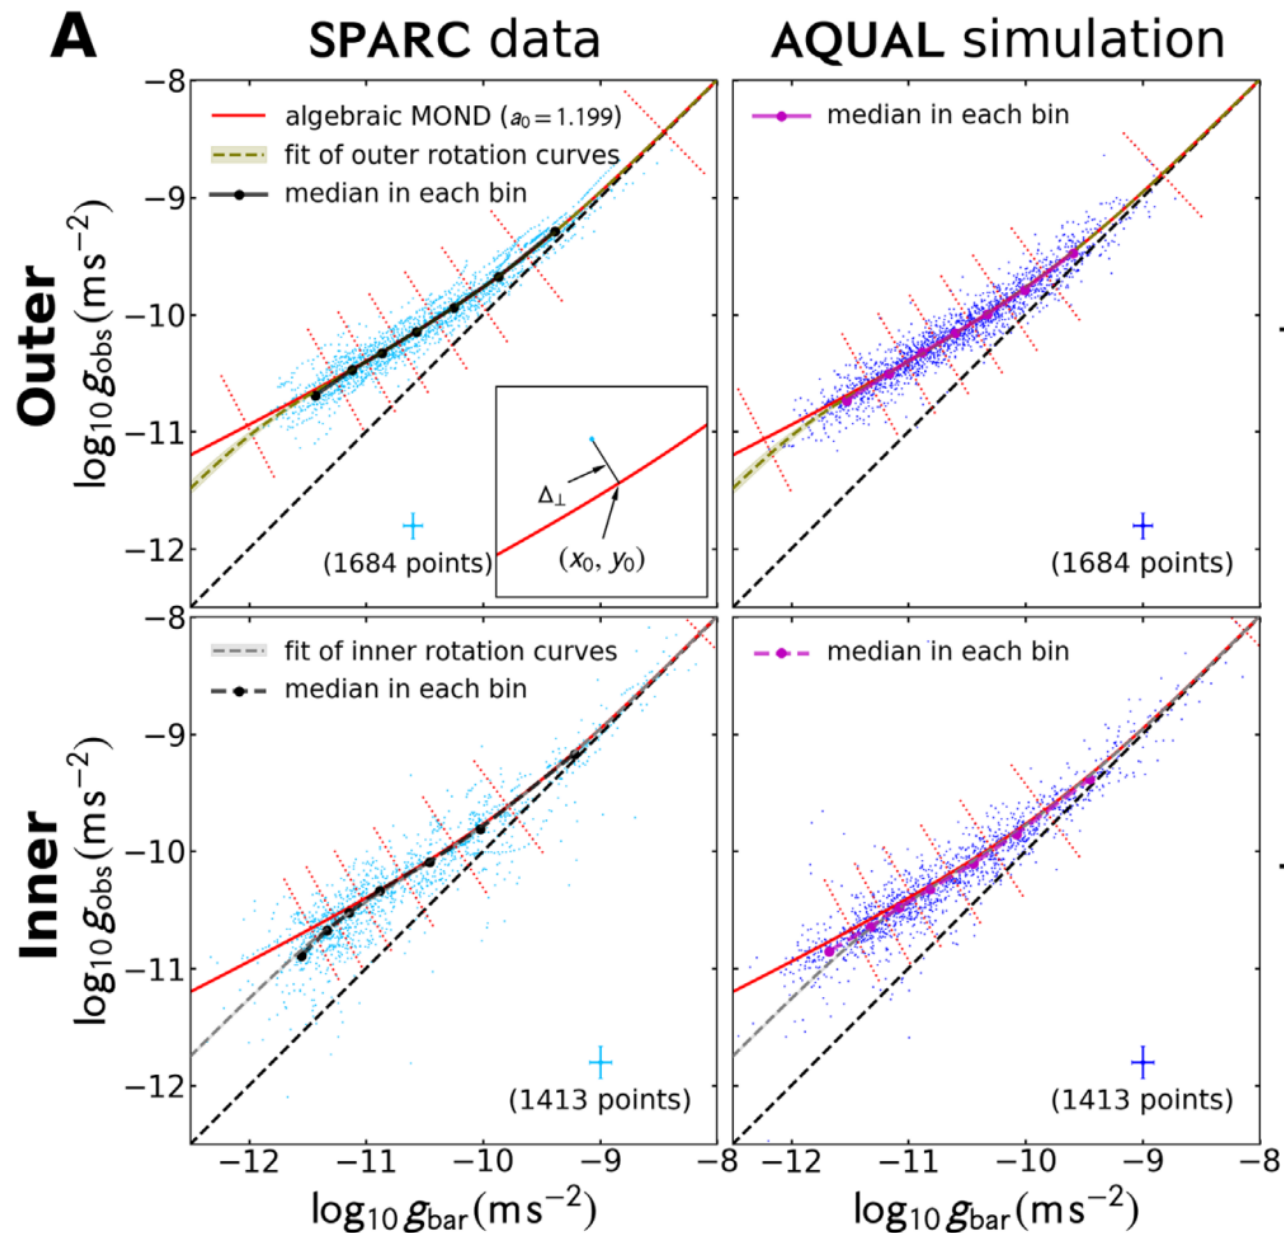 A
SPARC data
AQUAL simulation
Outer
Inner
log₁₀ g_obs (m s⁻²)
−8
−9
−10
−11
−12
algebraic MOND (a₀ = 1.199)
fit of outer rotation curves
median in each bin
Δ⊥
(x₀, y₀)
(1684 points)
median in each bin
(1684 points)
log₁₀ g_obs (m s⁻²)
−8
−9
−10
−11
−12
fit of inner rotation curves
median in each bin
(1413 points)
median in each bin
(1413 points)
−12 −11 −10 −9 −8
−12 −11 −10 −9 −8
log₁₀ g_bar (m s⁻²)
log₁₀ g_bar (m s⁻²)